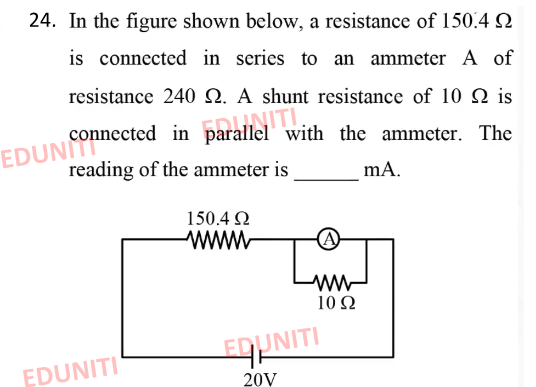 24. In the figure shown below, a resistance of 150.4 Ω
is connected in series to an ammeter A of
resistance 240 Ω. A shunt resistance of 10 Ω is
EDUNITI
connected in parallel with the ammeter. The
EDUNITI
reading of the ammeter is ______ mA.
150.4 Ω
A
10 Ω
EDUNITI
EDUNITI
20V